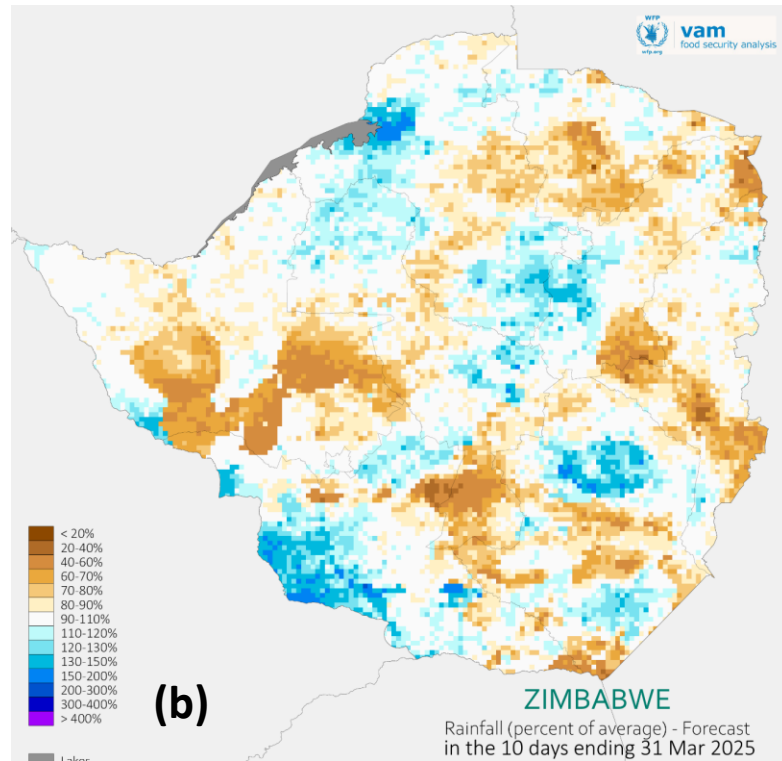 WFP
wfp.org
vam
food security analysis
< 20%
20-40%
40-60%
60-70%
70-80%
80-90%
90-110%
110-120%
120-130%
130-150%
150-200%
200-300%
300-400%
> 400%
Lakes
(b)
ZIMBABWE
Rainfall (percent of average) - Forecast
in the 10 days ending 31 Mar 2025